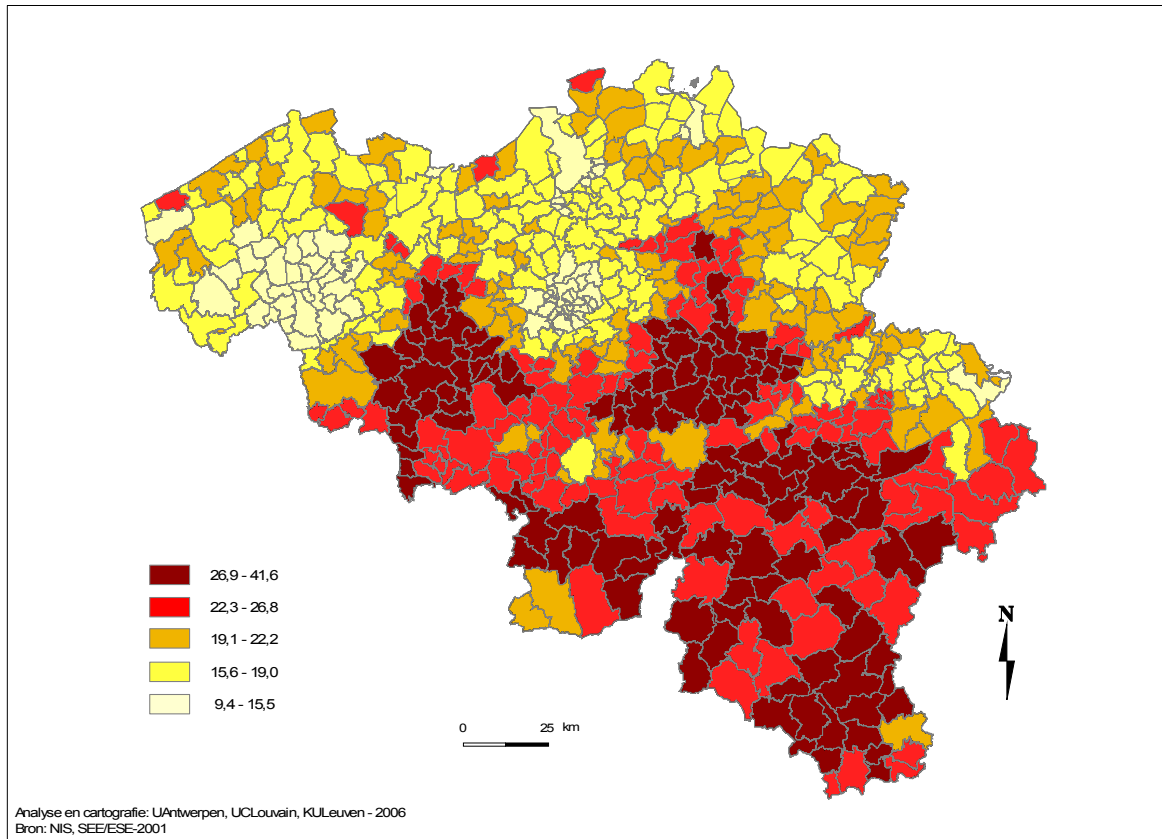 26,9 - 41,6
22,3 - 26,8
19,1 - 22,2
15,6 - 19,0
9,4 - 15,5
0 25 km
N
Analyse en cartografie: UAntwerpen, UCLouvain, KULeuven - 2006
Bron: NIS, SEE/ESE-2001